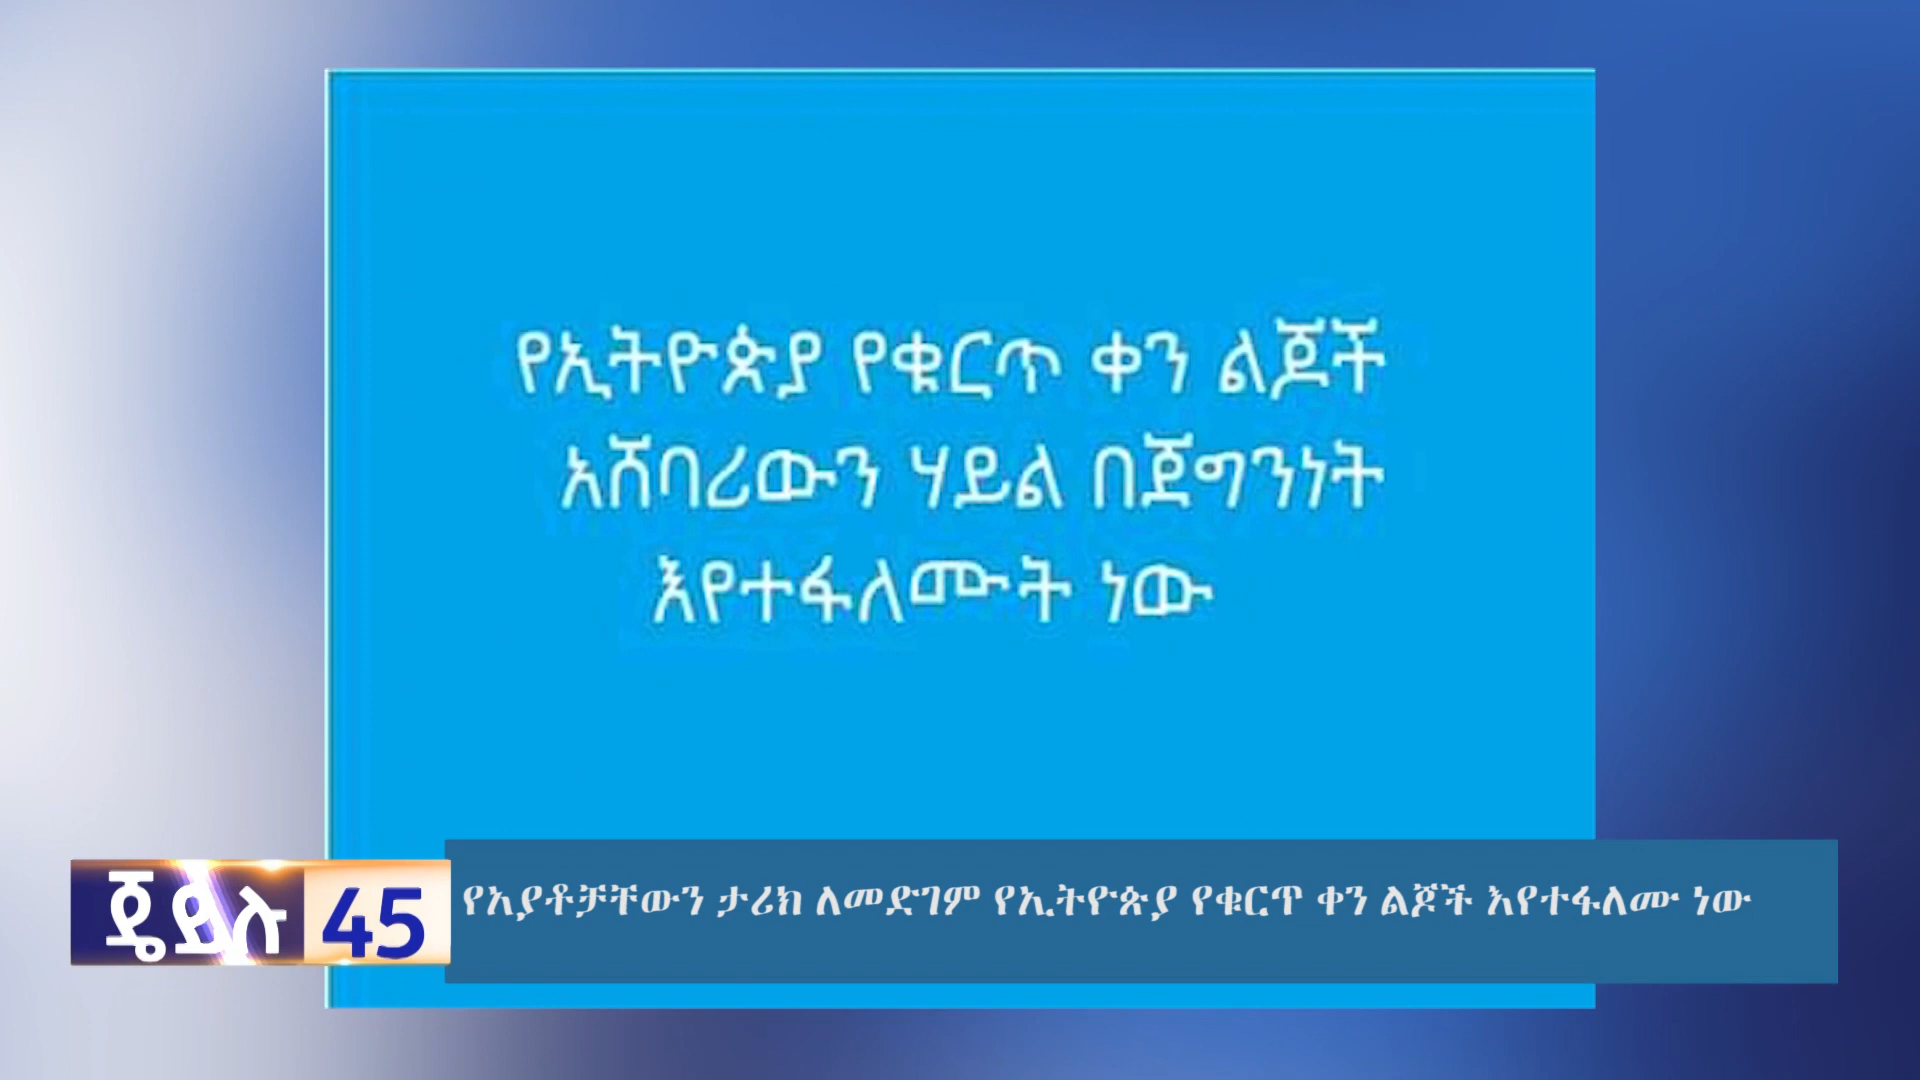 የኢትዮጵያ የቁርጥ ቀን ልጆች
አሸባሪውን ሃይል በጀግንነት
እየተፋለሙት ነው
ጄይሉ 45
የአያቶቻቸውን ታሪክ ለመድገም የኢትዮጵያ የቁርጥ ቀን ልጆች እየተፋለሙ ነው